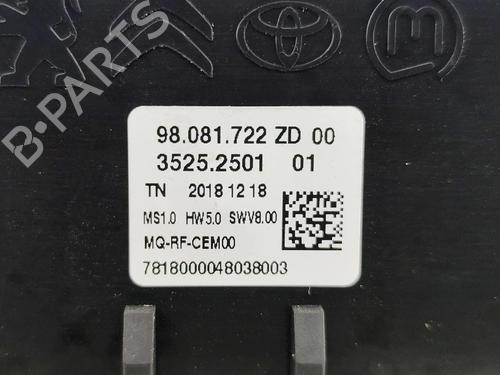 B-PARTS
98.081.722 ZD 00
3525.2501 01
TN 2018 12 18
MS1.0 HW5.0 SWV8.00
MQ-RF-CEM00
7818000048038003